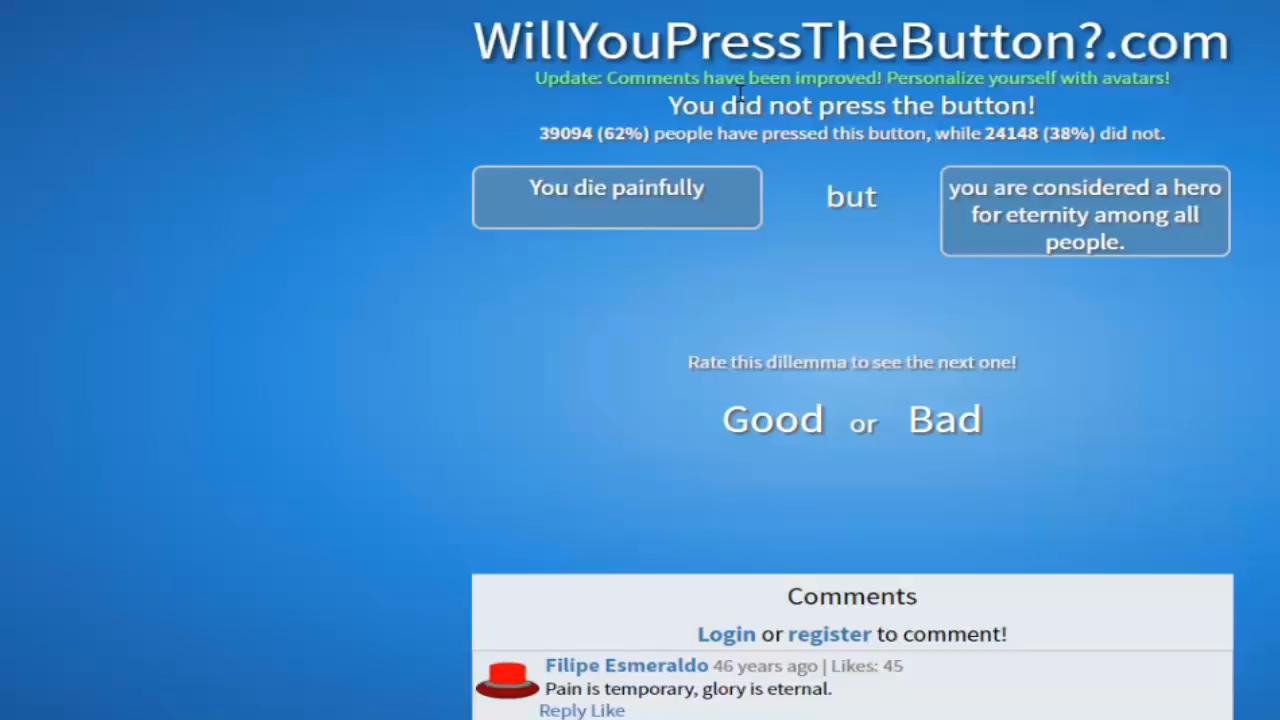 WillYouPressTheButton?.com
Update: Comments have been improved! Personalize yourself with avatars!
You did not press the button!
39094 (62%) people have pressed this button, while 24148 (38%) did not.
You die painfully
but
you are considered a hero
for eternity among all
people.
Rate this dillemma to see the next one!
Good or Bad
Comments
Login or register to comment!
Filipe Esmeraldo 46 years ago | Likes: 45
Pain is temporary, glory is eternal.
Reply Like